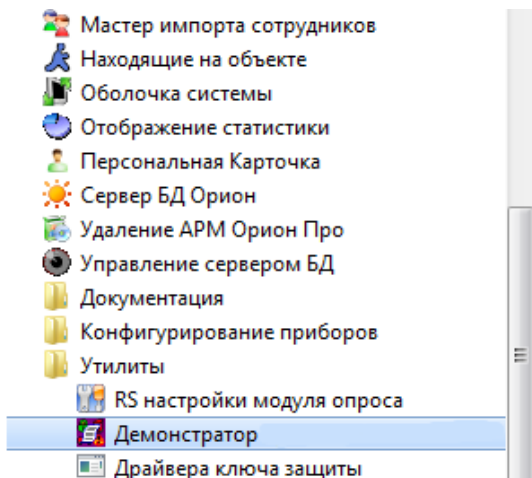 Мастер импорта сотрудников
Находящие на объекте
Оболочка системы
Отображение статистики
Персональная Карточка
Сервер БД Орион
Удаление АРМ Орион Про
Управление сервером БД
Документация
Конфигурирование приборов
Утилиты
RS настройки модуля опроса
Демонстратор
Драйвера ключа защиты